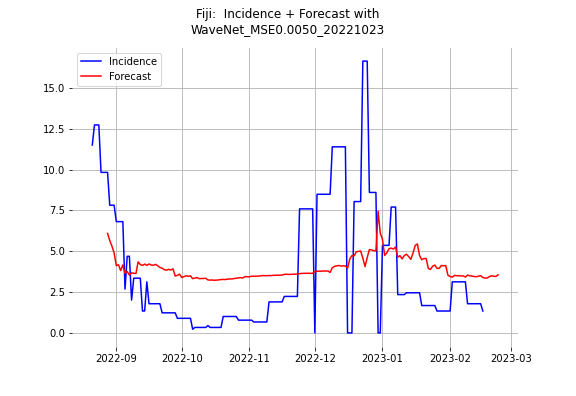 Fiji:  Incidence + Forecast with
WaveNet_MSE0.0050_20221023
Incidence
Forecast
15.0
12.5
10.0
7.5
5.0
2.5
0.0
2022-09 2022-10 2022-11 2022-12 2023-01 2023-02 2023-03